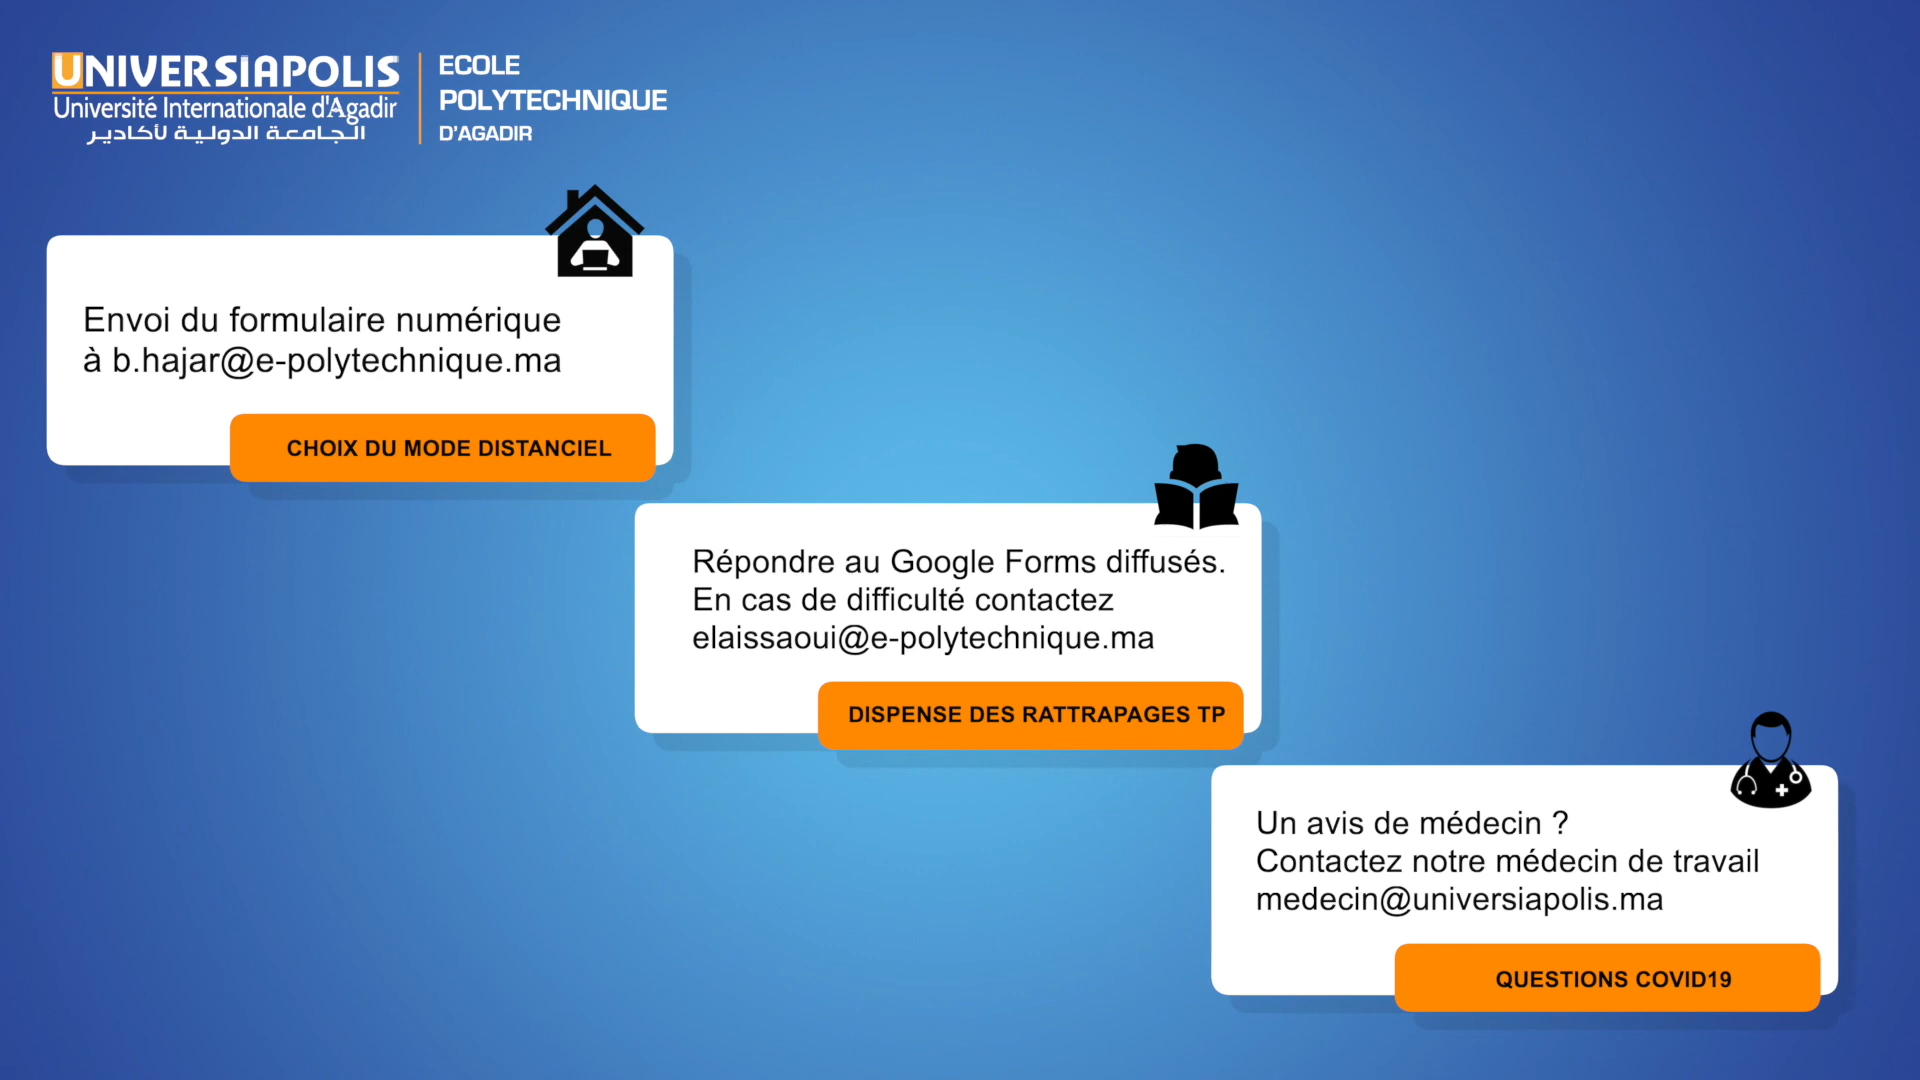 UNIVERSIAPOLIS
Université Internationale d'Agadir
الجامعة الدولية لأكادير
ECOLE
POLYTECHNIQUE
D'AGADIR
Envoi du formulaire numérique
à b.hajar@e-polytechnique.ma
CHOIX DU MODE DISTANCIEL
Répondre au Google Forms diffusés.
En cas de difficulté contactez
elaissaoui@e-polytechnique.ma
DISPENSE DES RATTRAPAGES TP
Un avis de médecin ?
Contactez notre médecin de travail
medecin@universiapolis.ma
QUESTIONS COVID19